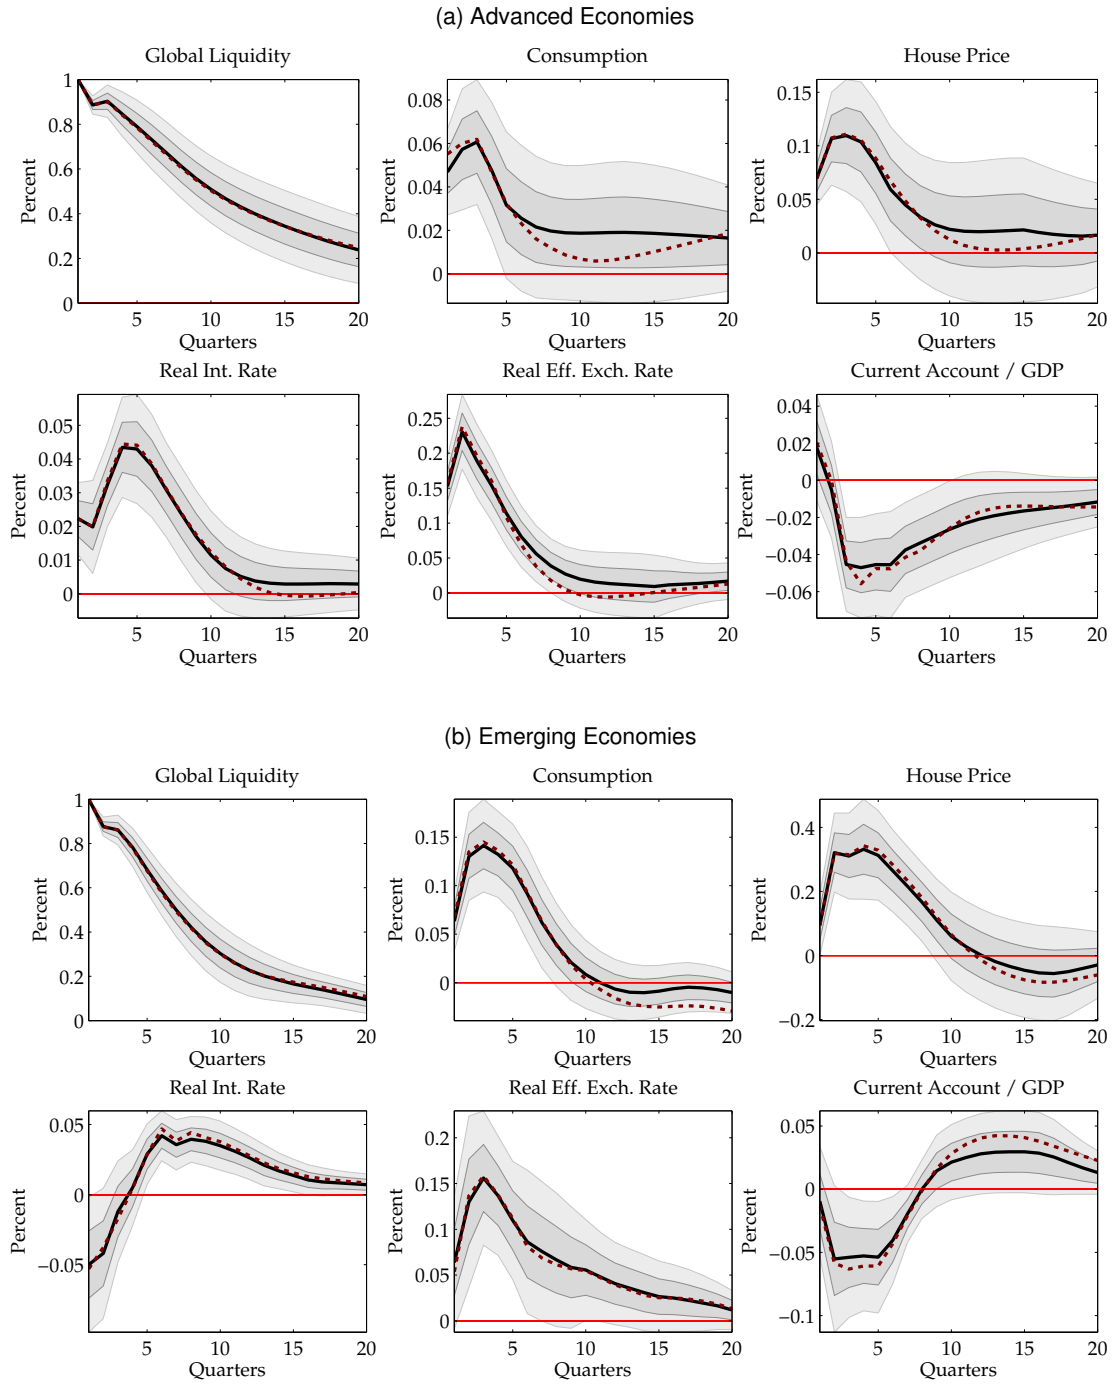 (a) Advanced Economies
Global Liquidity
Consumption
House Price
Percent
1
0.8
0.6
0.4
0.2
0
5
10
15
20
Quarters
Percent
0.08
0.06
0.04
0.02
0
5
10
15
20
Quarters
Percent
0.15
0.1
0.05
0
5
10
15
20
Quarters
Real Int. Rate
Real Eff. Exch. Rate
Current Account / GDP
Percent
0.05
0.04
0.03
0.02
0.01
0
5
10
15
20
Quarters
Percent
0.25
0.2
0.15
0.1
0.05
0
5
10
15
20
Quarters
Percent
0.04
0.02
0
−0.02
−0.04
−0.06
5
10
15
20
Quarters
(b) Emerging Economies
Global Liquidity
Consumption
House Price
Percent
1
0.8
0.6
0.4
0.2
0
5
10
15
20
Quarters
Percent
0.15
0.1
0.05
0
5
10
15
20
Quarters
Percent
0.4
0.2
0
−0.2
5
10
15
20
Quarters
Real Int. Rate
Real Eff. Exch. Rate
Current Account / GDP
Percent
0.05
0
−0.05
5
10
15
20
Quarters
Percent
0.2
0.15
0.1
0.05
0
5
10
15
20
Quarters
Percent
0.05
0
−0.05
−0.1
5
10
15
20
Quarters